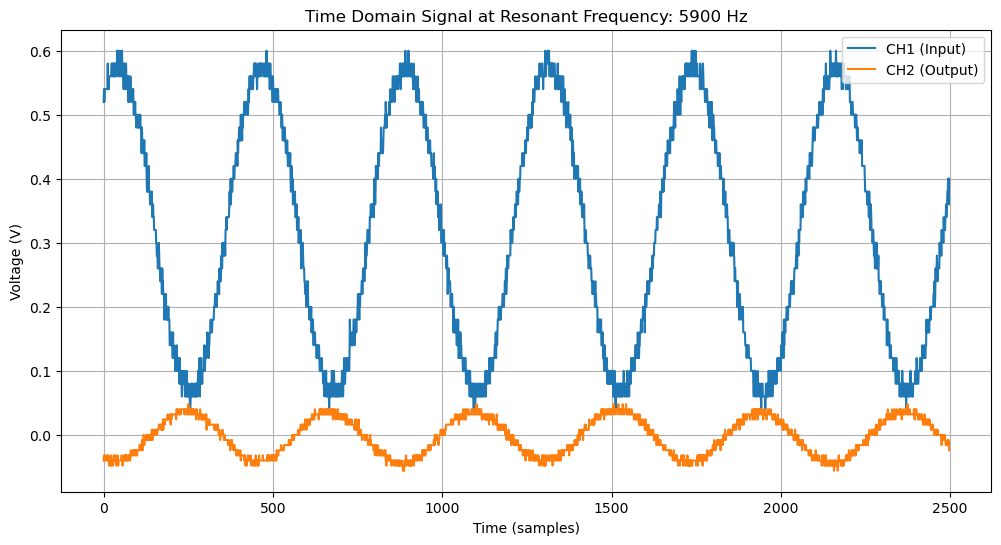 Time Domain Signal at Resonant Frequency: 5900 Hz
CH1 (Input)
CH2 (Output)
Voltage (V)
0.6
0.5
0.4
0.3
0.2
0.1
0.0
0
500
1000
1500
2000
2500
Time (samples)